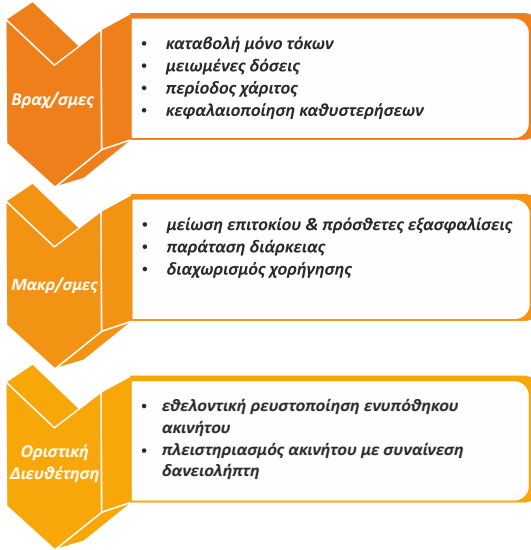 Βραχ/σμες
• καταβολή μόνο τόκων
• μειωμένες δόσεις
• περίοδος χάριτος
• κεφαλαιοποίηση καθυστερήσεων
Μακρ/σμες
• μείωση επιτοκίου & πρόσθετες εξασφαλίσεις
• παράταση διάρκειας
• διαχωρισμός χορήγησης
Οριστική
Διευθέτηση
• εθελοντική ρευστοποίηση ενυπόθηκου
ακινήτου
• πλειστηριασμός ακινήτου με συναίνεση
δανειολήπτη